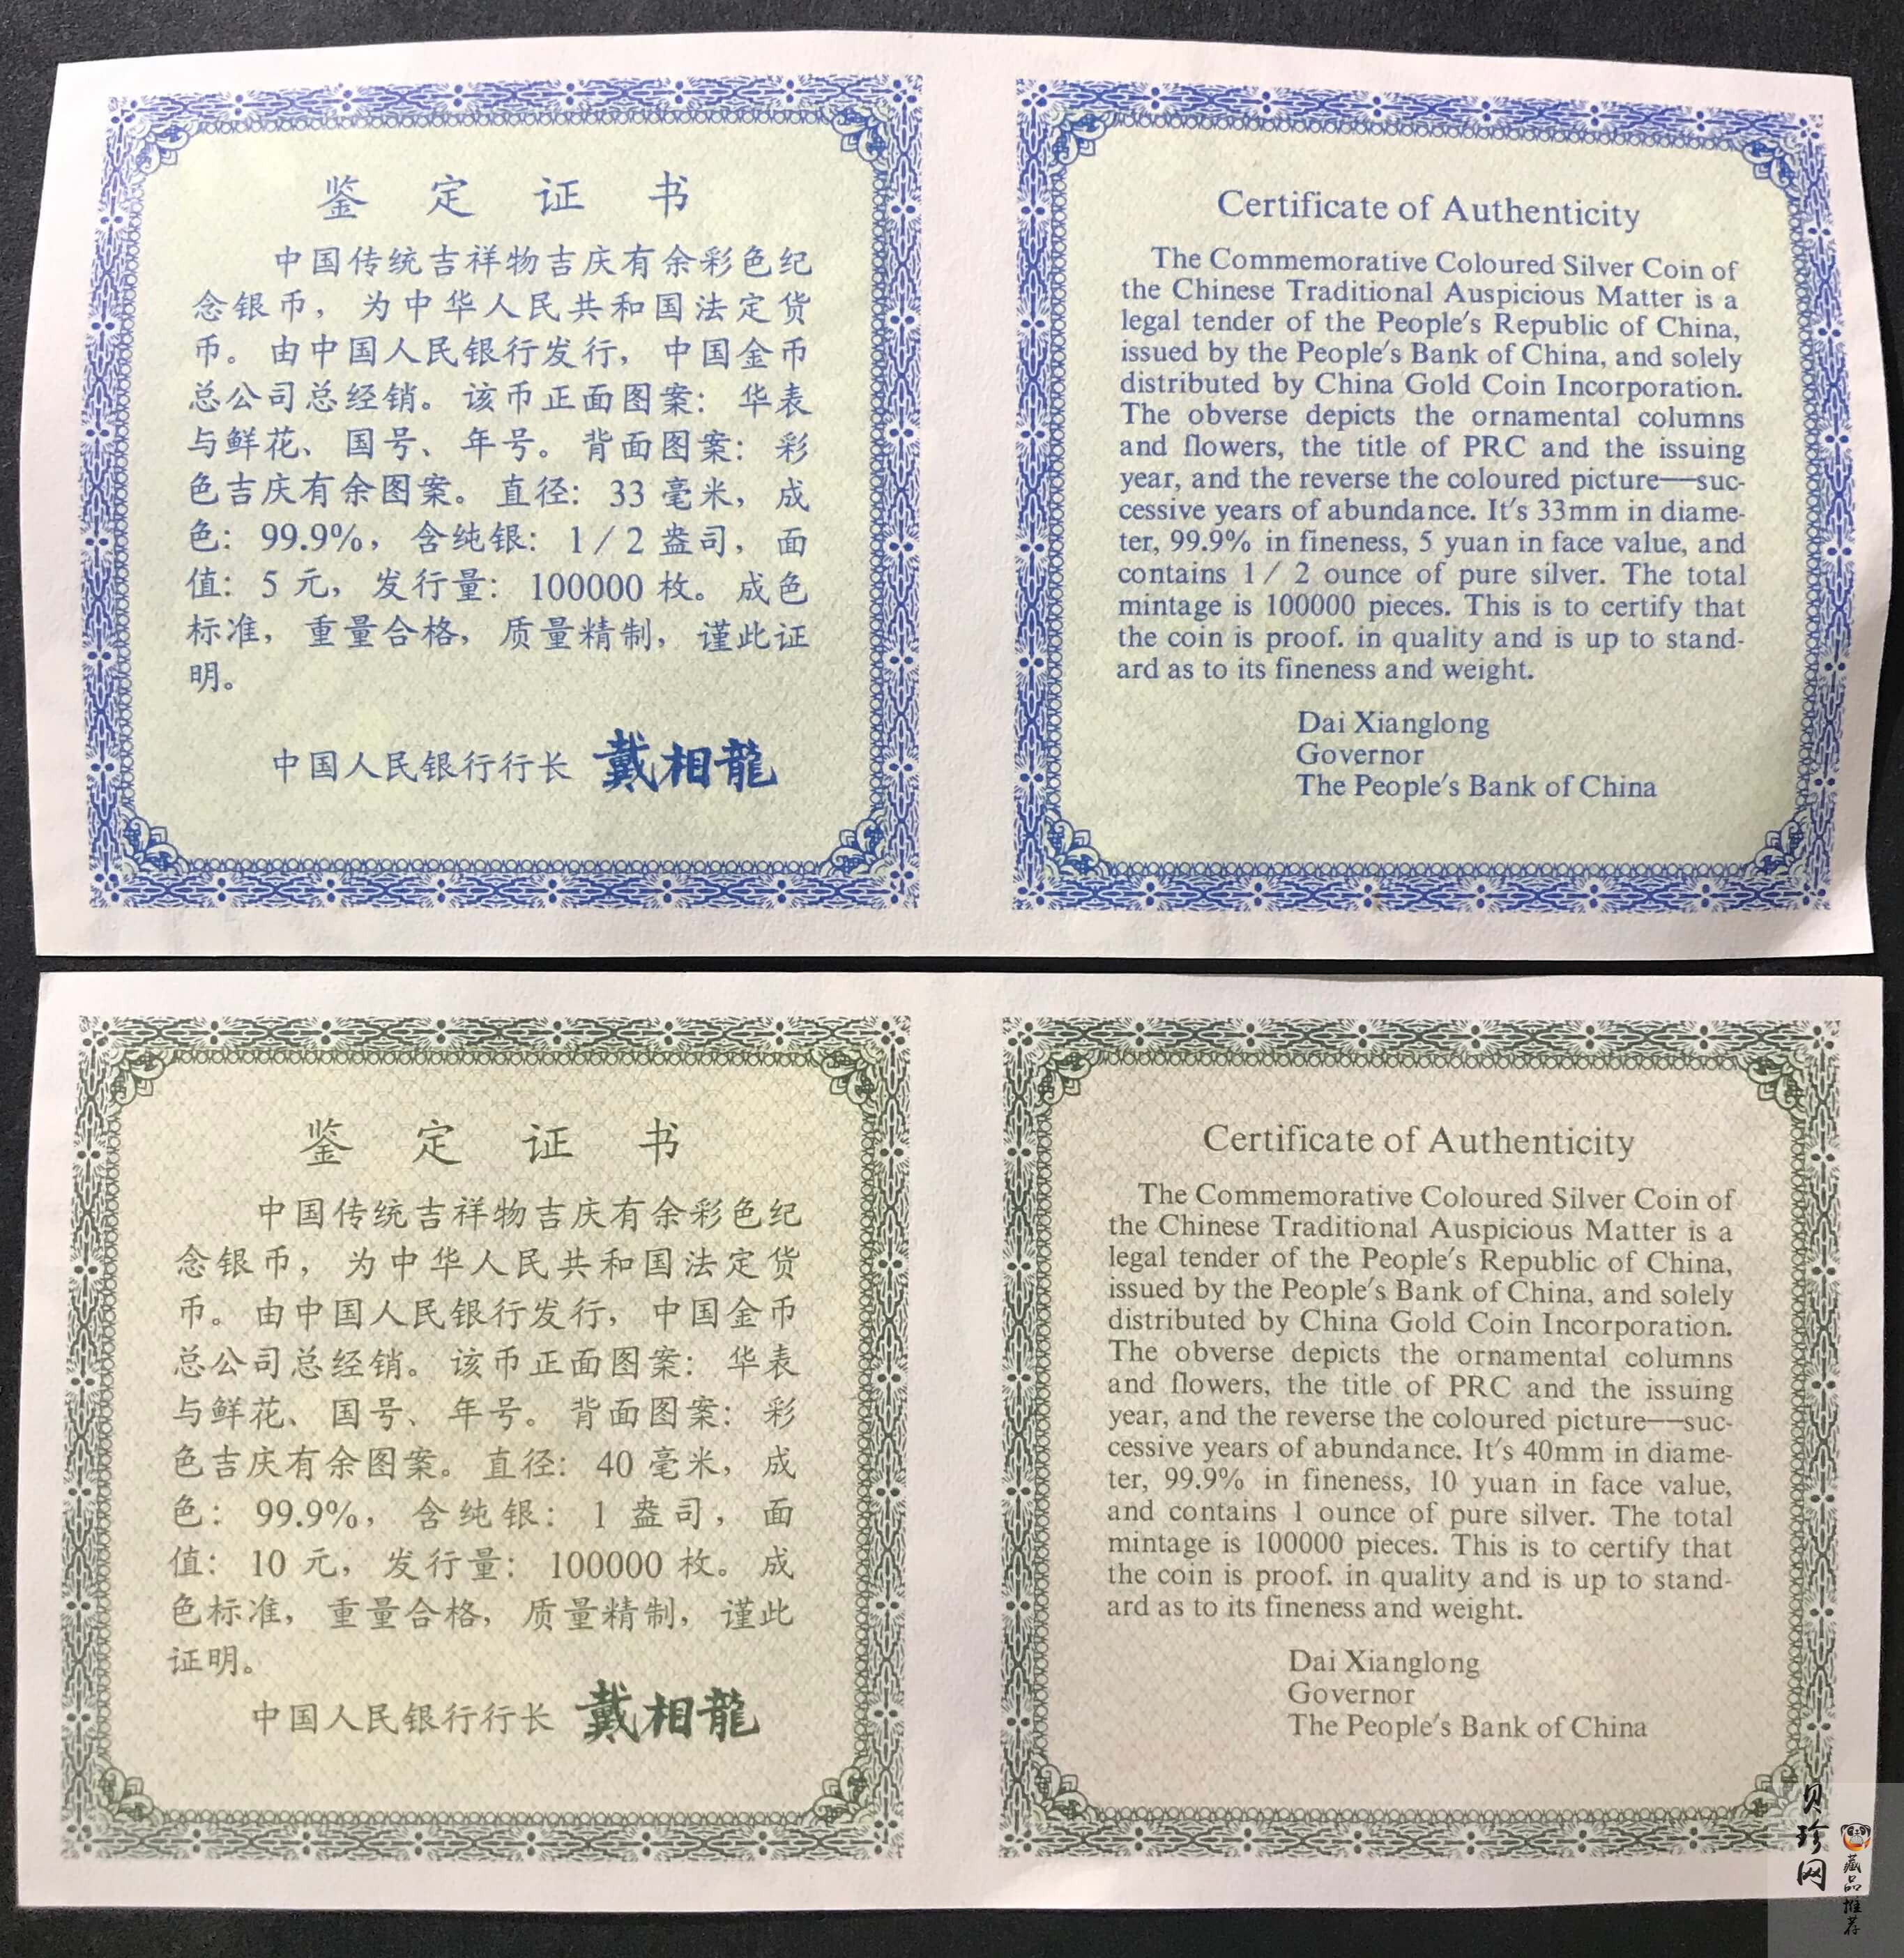 鉴定证书
中国传统吉祥物吉庆有余彩色纪
念银币，为中华人民共和国法定货
币。由中国人民银行发行，中国金币
总公司总经销。该币正面图案：华表
与鲜花、国号、年号。背面图案：彩
色吉庆有余图案。直径：33毫米，成
色：99.9%，含纯银：1/2盎司，面
值：5元，发行量：100000枚。成色
标准，重量合格，质量精制，谨此证
明。
中国人民银行行长 戴相龍
Certificate of Authenticity
The Commemorative Coloured Silver Coin of
the Chinese Traditional Auspicious Matter is a
legal tender of the People's Republic of China,
issued by the People's Bank of China, and solely
distributed by China Gold Coin Incorporation.
The obverse depicts the ornamental columns
and flowers, the title of PRC and the issuing
year, and the reverse the coloured picture—suc-
cessive years of abundance. It's 33mm in diame-
ter, 99.9% in fineness, 5 yuan in face value, and
contains 1/2 ounce of pure silver. The total
mintage is 100000 pieces. This is to certify that
the coin is proof. in quality and is up to stand-
ard as to its fineness and weight.
Dai Xianglong
Governor
The People's Bank of China
鉴定证书
中国传统吉祥物吉庆有余彩色纪
念银币，为中华人民共和国法定货
币。由中国人民银行发行，中国金币
总公司总经销。该币正面图案：华表
与鲜花、国号、年号。背面图案：彩
色吉庆有余图案。直径：40毫米，成
色：99.9%，含纯银：1盎司，面
值：10元，发行量：100000枚。成
色标准，重量合格，质量精制，谨此
证明。
中国人民银行行长 戴相龍
Certificate of Authenticity
The Commemorative Coloured Silver Coin of
the Chinese Traditional Auspicious Matter is a
legal tender of the People's Republic of China,
issued by the People's Bank of China, and solely
distributed by China Gold Coin Incorporation.
The obverse depicts the ornamental columns
and flowers, the title of PRC and the issuing
year, and the reverse the coloured picture—suc-
cessive years of abundance. It's 40mm in diame-
ter, 99.9% in fineness, 10 yuan in face value,
and contains 1 ounce of pure silver. The total
mintage is 100000 pieces. This is to certify that
the coin is proof. in quality and is up to stand-
ard as to its fineness and weight.
Dai Xianglong
Governor
The People's Bank of China
贝珍网
藏品推荐